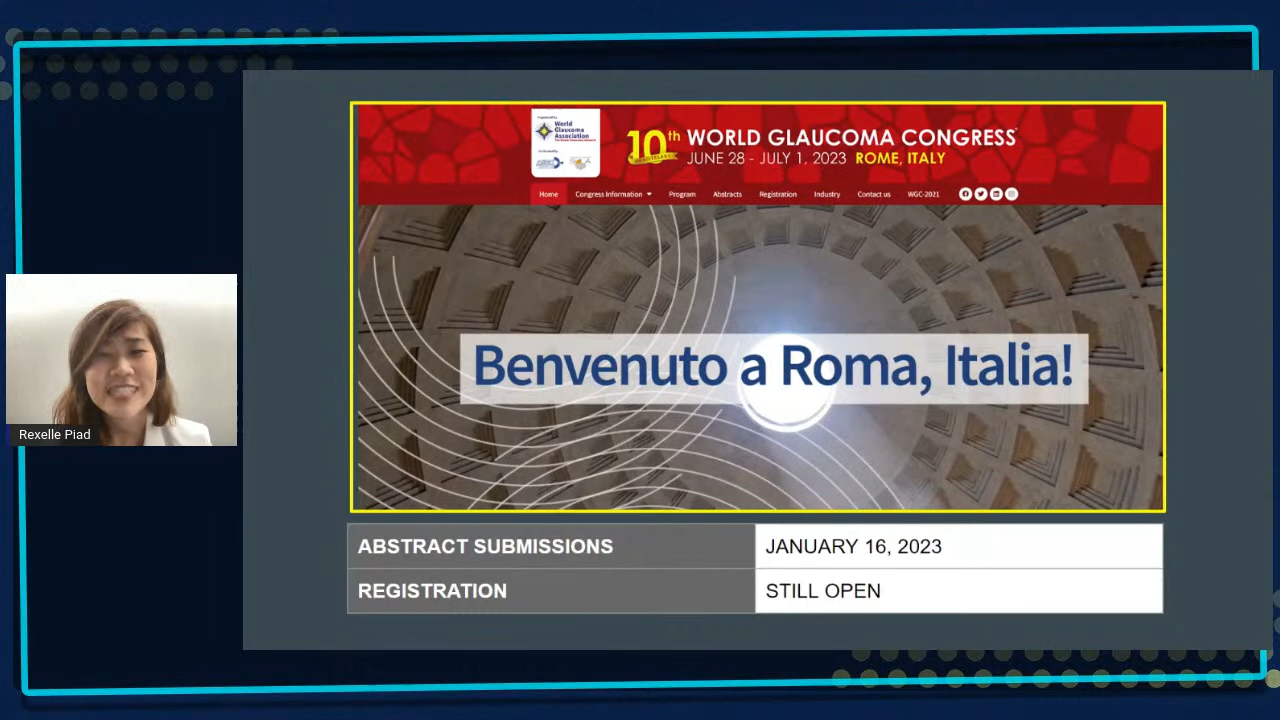 World
Glaucoma
Association
10th WORLD GLAUCOMA CONGRESS
JUNE 28 - JULY 1, 2023 ROME, ITALY
Home Congress Information Program Abstracts Registration Industry Contact us WGC-2021
Benvenuto a Roma, Italia!
Rexelle Piad
ABSTRACT SUBMISSIONS JANUARY 16, 2023
REGISTRATION STILL OPEN